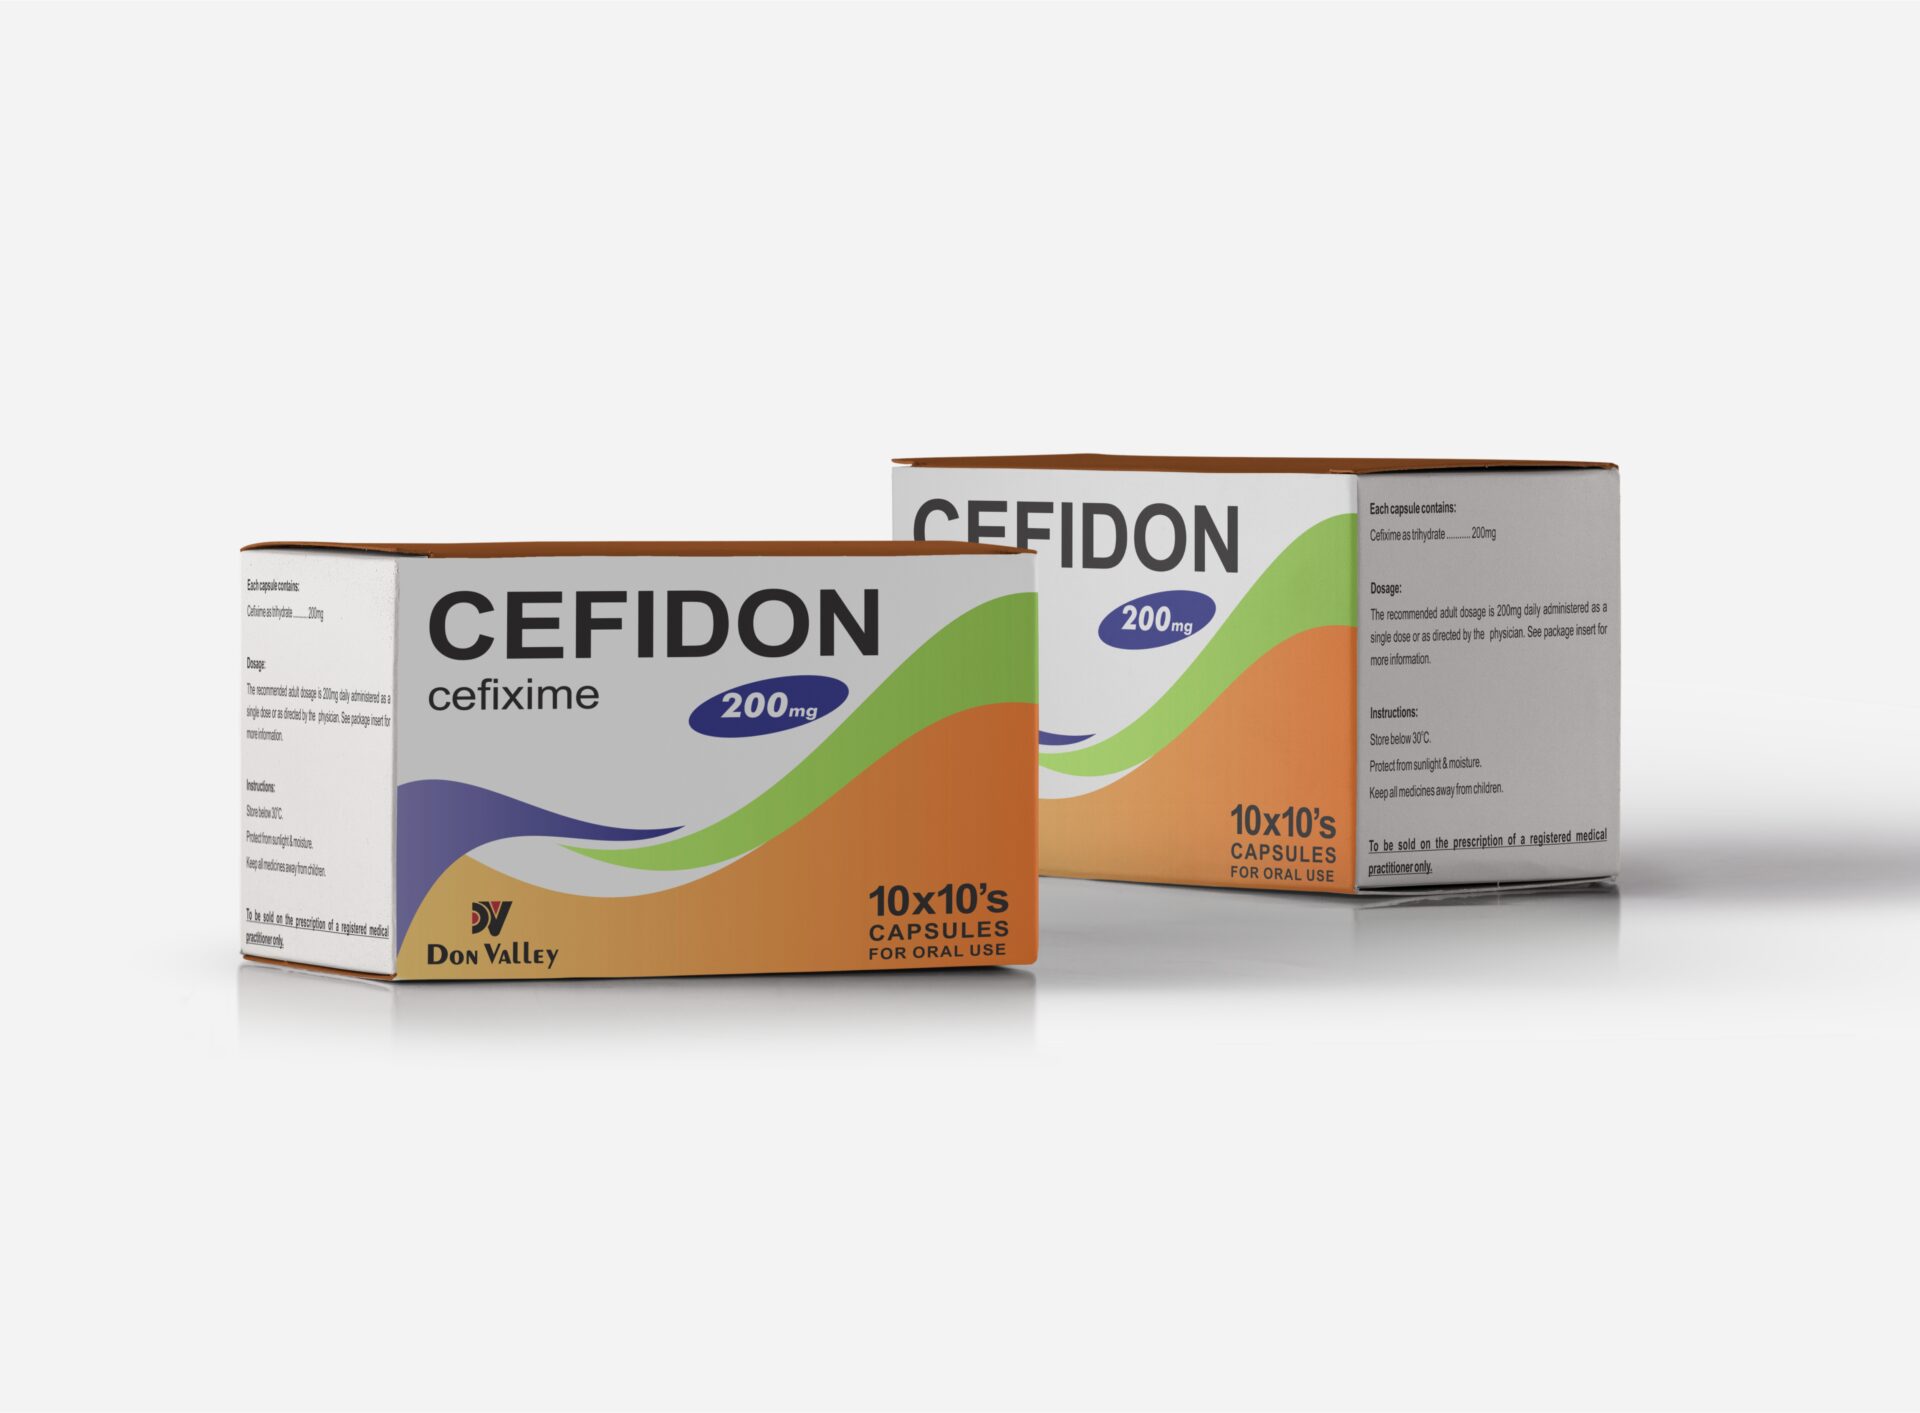 Each capsule contains:
Cefixime as trihydrate .......... 200mg
Dosage:
The recommended adult dosage is 200mg daily administered as a
single dose or as directed by the physician. See package insert for
more information.
Instructions:
Store below 30°C.
Protect from sunlight & moisture.
Keep all medicines away from children.
To be sold on the prescription of a registered medical
practitioner only.
CEFIDON
cefixime
200mg
DV
DON VALLEY
10x10's
CAPSULES
FOR ORAL USE
CEFIDON
200mg
10x10's
CAPSULES
FOR ORAL USE
Each capsule contains:
Cefixime as trihydrate ........... 200mg
Dosage:
The recommended adult dosage is 200mg daily administered as a
single dose or as directed by the physician. See package insert for
more information.
Instructions:
Store below 30°C.
Protect from sunlight & moisture.
Keep all medicines away from children.
To be sold on the prescription of a registered medical
practitioner only.